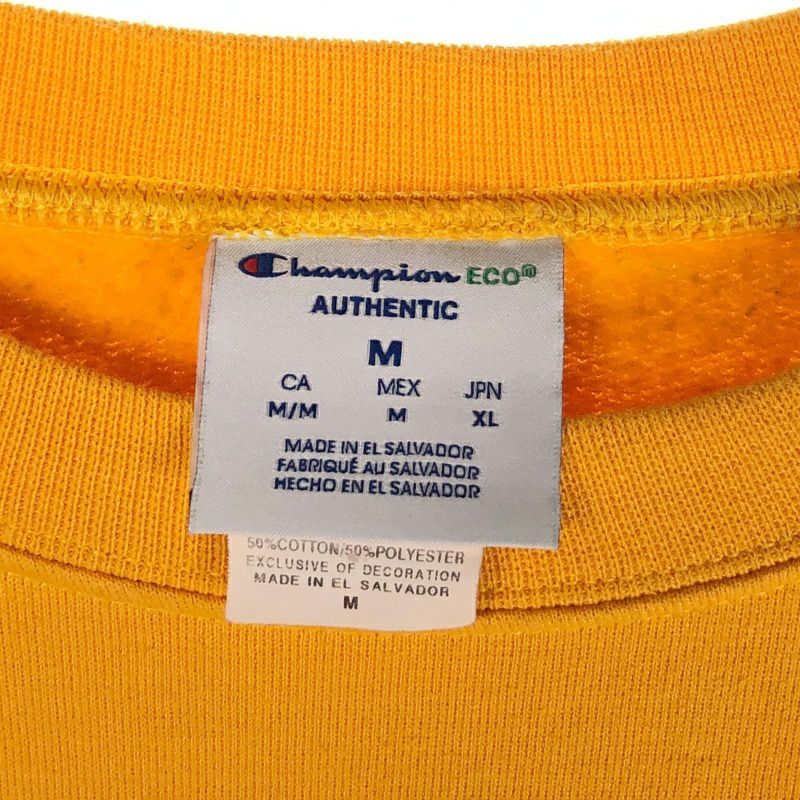 Champion ECO
AUTHENTIC
M
CA MEX JPN
M/M M XL
MADE IN EL SALVADOR
FABRIQUÉ AU SALVADOR
HECHO EN EL SALVADOR
50%COTTON/50%POLYESTER
EXCLUSIVE OF DECORATION
MADE IN EL SALVADOR
M